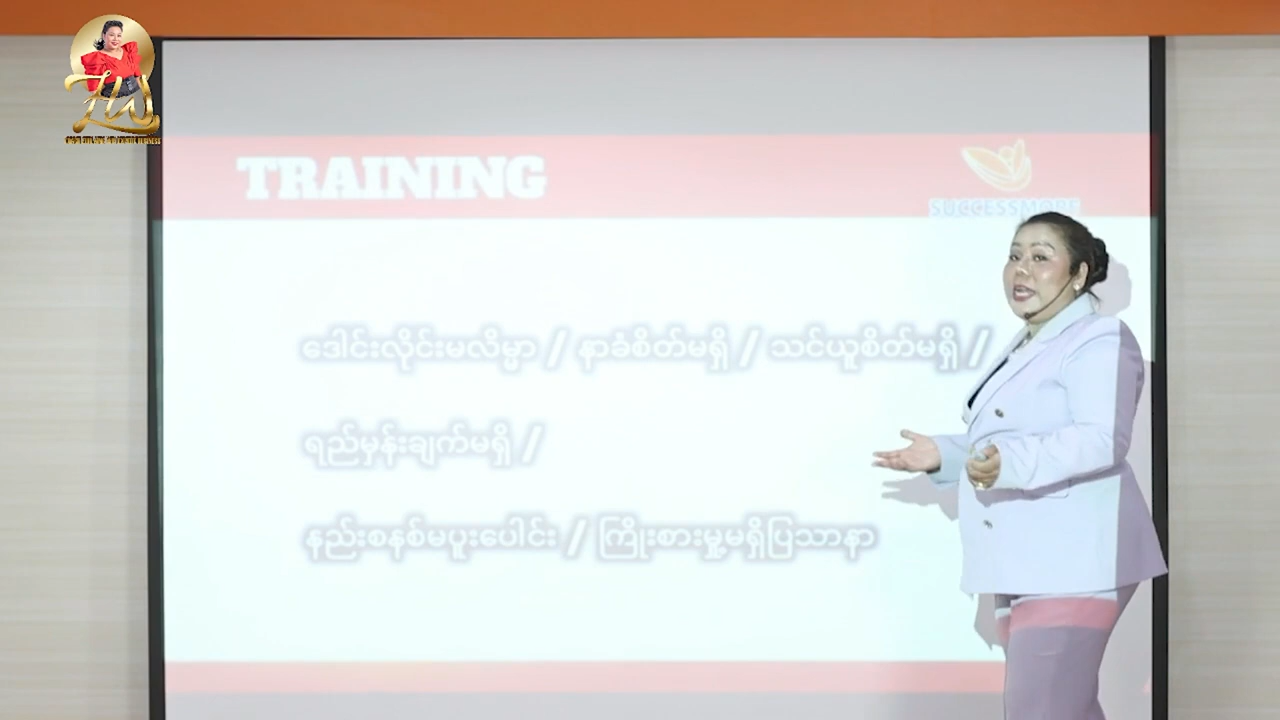 TRAINING
SUCCESSMORE
ဒေါင်းလိုင်းမလိမ္မာ / နာခံစိတ်မရှိ / သင်ယူစိတ်မရှိ /
ရည်မှန်းချက်မရှိ /
နည်းစနစ်မပူးပေါင်း / ကြိုးစားမှု့မရှိပြသာနာ